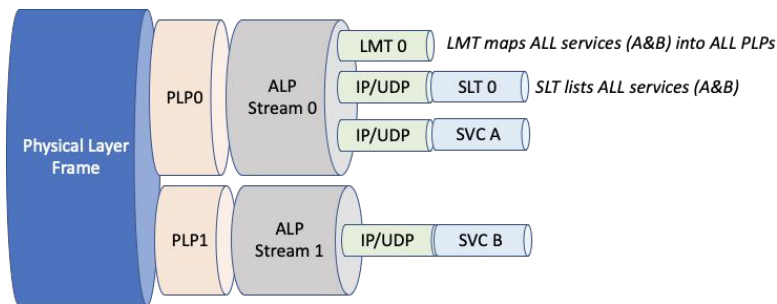 LMT 0
LMT maps ALL services (A&B) into ALL PLPs
PLP0
ALP
Stream 0
IP/UDP
SLT 0
SLT lists ALL services (A&B)
IP/UDP
SVC A
Physical Layer
Frame
PLP1
ALP
Stream 1
IP/UDP
SVC B